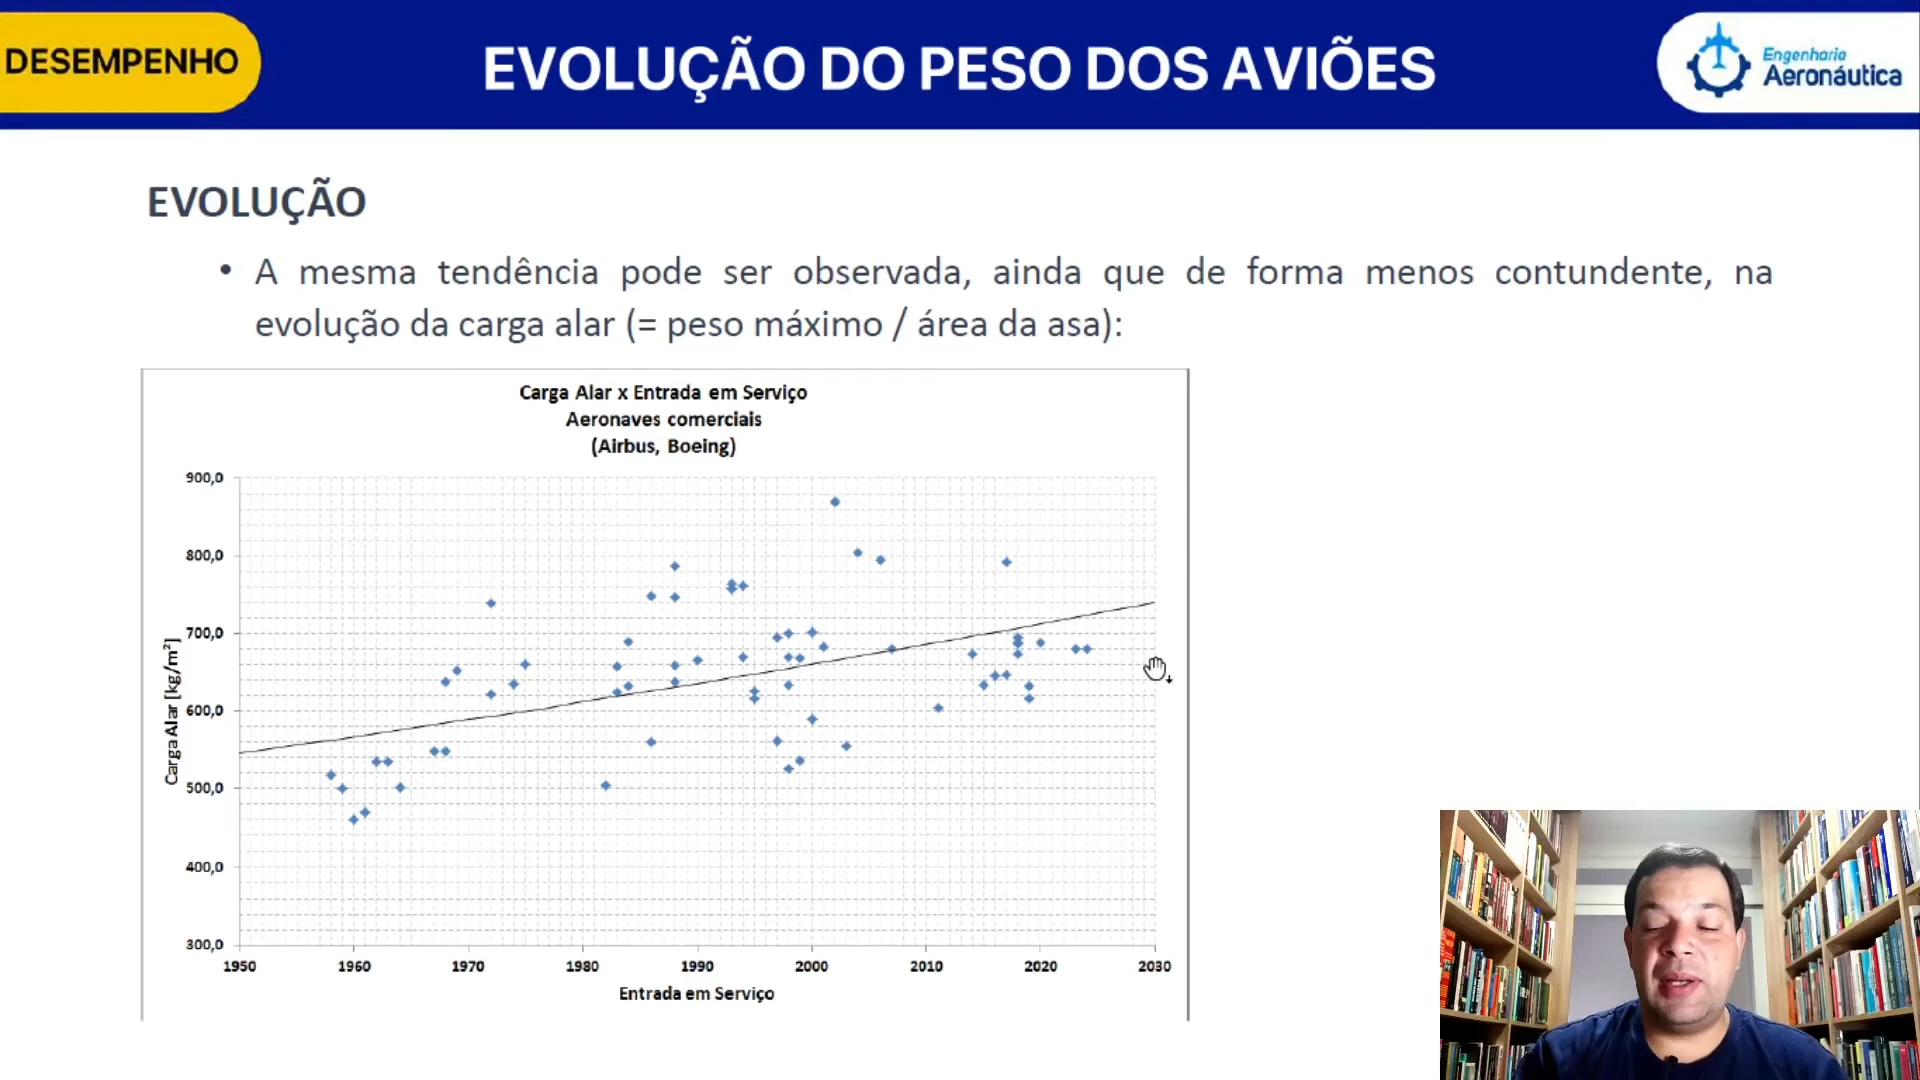 DESEMPENHO
EVOLUÇÃO DO PESO DOS AVIÕES
Engenharia
Aeronáutica
EVOLUÇÃO
• A mesma tendência pode ser observada, ainda que de forma menos contundente, na
evolução da carga alar (= peso máximo / área da asa):
Carga Alar x Entrada em Serviço
Aeronaves comerciais
(Airbus, Boeing)
900,0
800,0
700,0
600,0
500,0
400,0
300,0
Carga Alar [kg/m²]
1950 1960 1970 1980 1990 2000 2010 2020 2030
Entrada em Serviço